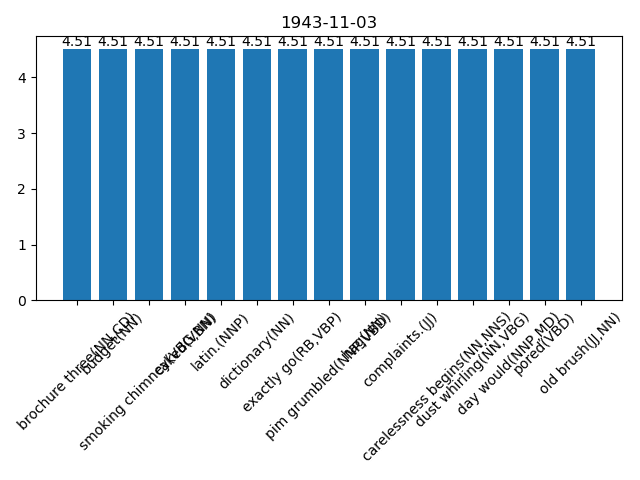 1943-11-03
4.51 4.51 4.51 4.51 4.51 4.51 4.51 4.51 4.51 4.51 4.51 4.51 4.51 4.51 4.51
4
3
2
1
0
brochure three(NN,CD)
budget(NN)
smoking chimney(VBG,NN)
latin.(NNP)
dictionary(NN)
exactly go(RB,VBP)
pim grumbled(NNP,VBD)
complaints.(JJ)
carelessness begins(NN,NNS)
dust whirling(NN,VBG)
day would(NNP,MD)
pored(VBD)
old brush(JJ,NN)